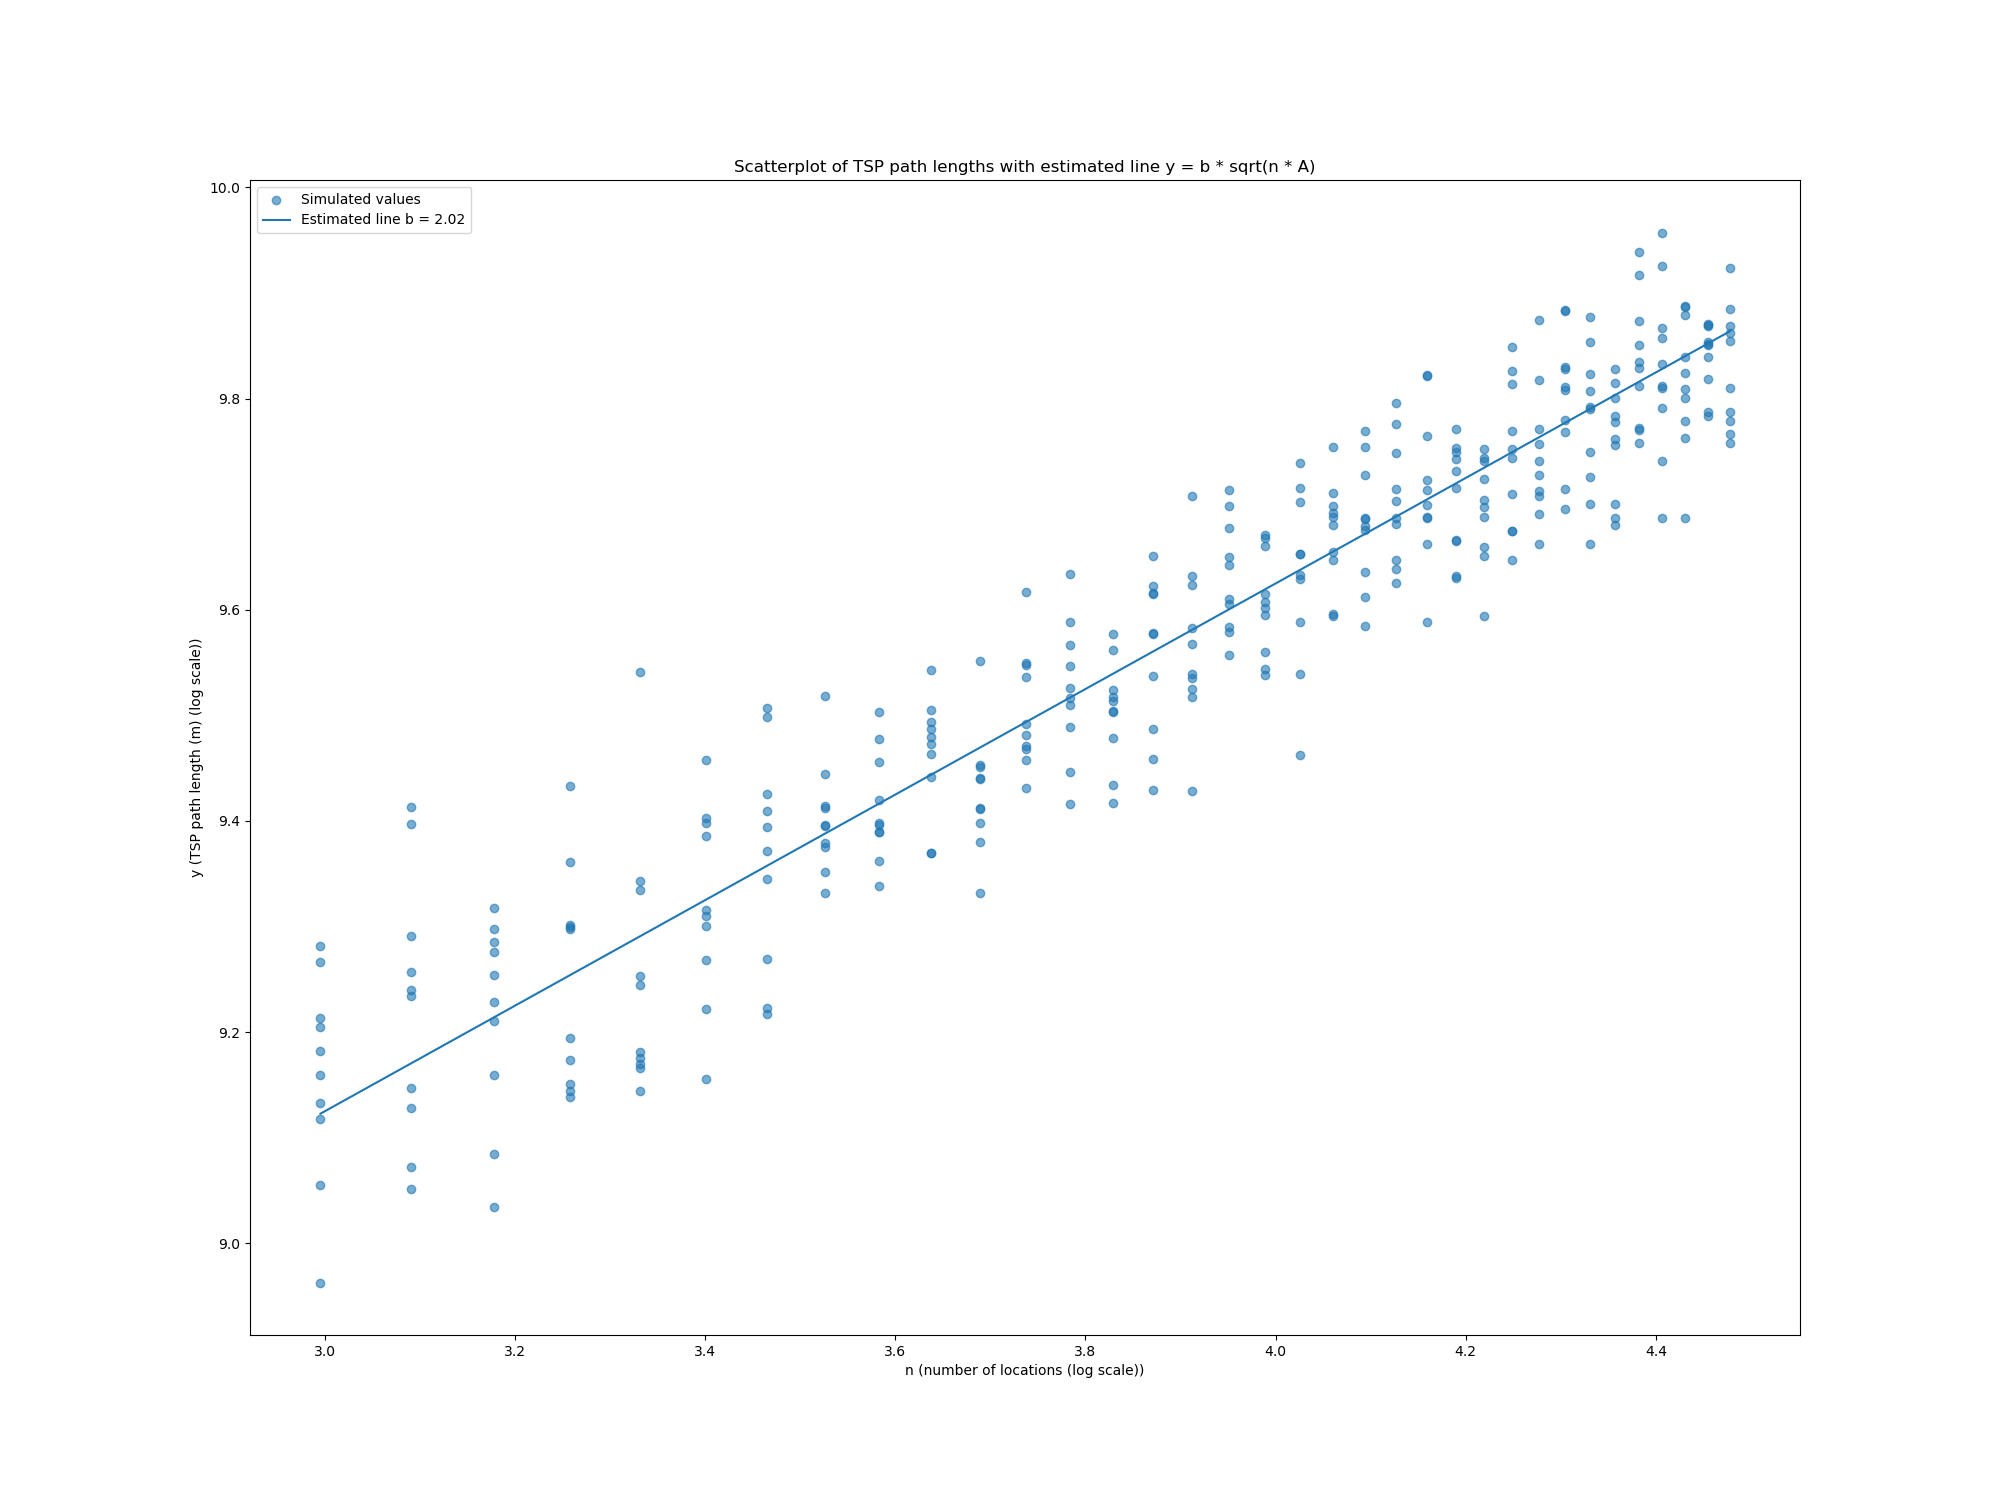 Scatterplot of TSP path lengths with estimated line y = b * sqrt(n * A)
Simulated values
Estimated line b = 2.02
10.0
9.8
9.6
9.4
9.2
9.0
y (TSP path length (m) (log scale))
3.0 3.2 3.4 3.6 3.8 4.0 4.2 4.4
n (number of locations (log scale))